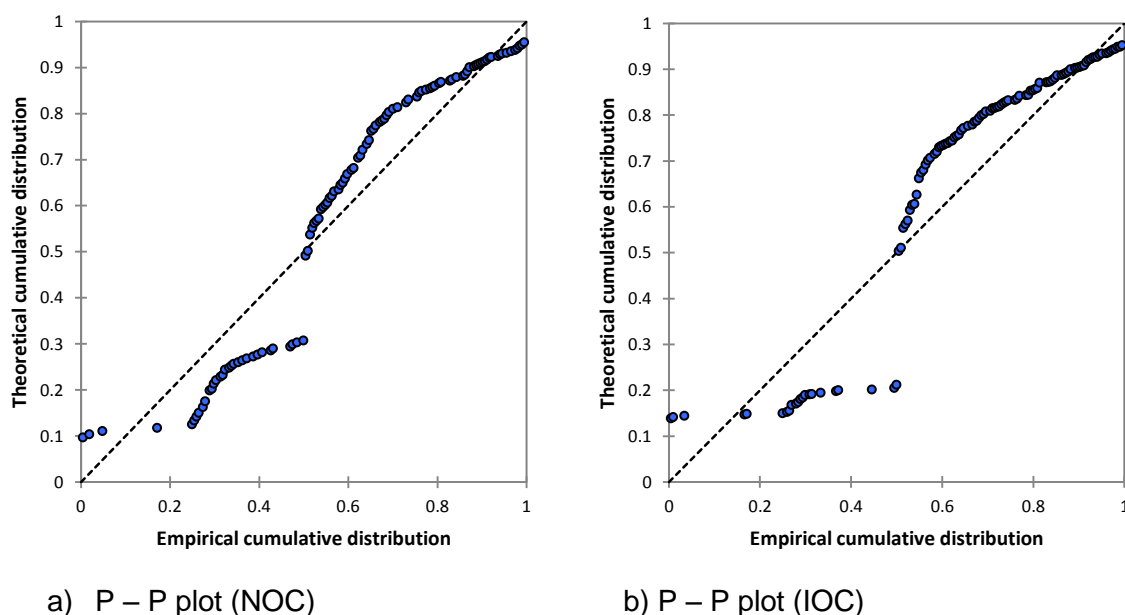 1
0.9
0.8
0.7
0.6
0.5
0.4
0.3
0.2
0.1
0
Theoretical cumulative distribution
0 0.2 0.4 0.6 0.8 1
Empirical cumulative distribution
a) P – P plot (NOC)
1
0.9
0.8
0.7
0.6
0.5
0.4
0.3
0.2
0.1
0
Theoretical cumulative distribution
0 0.2 0.4 0.6 0.8 1
Empirical cumulative distribution
b) P – P plot (IOC)